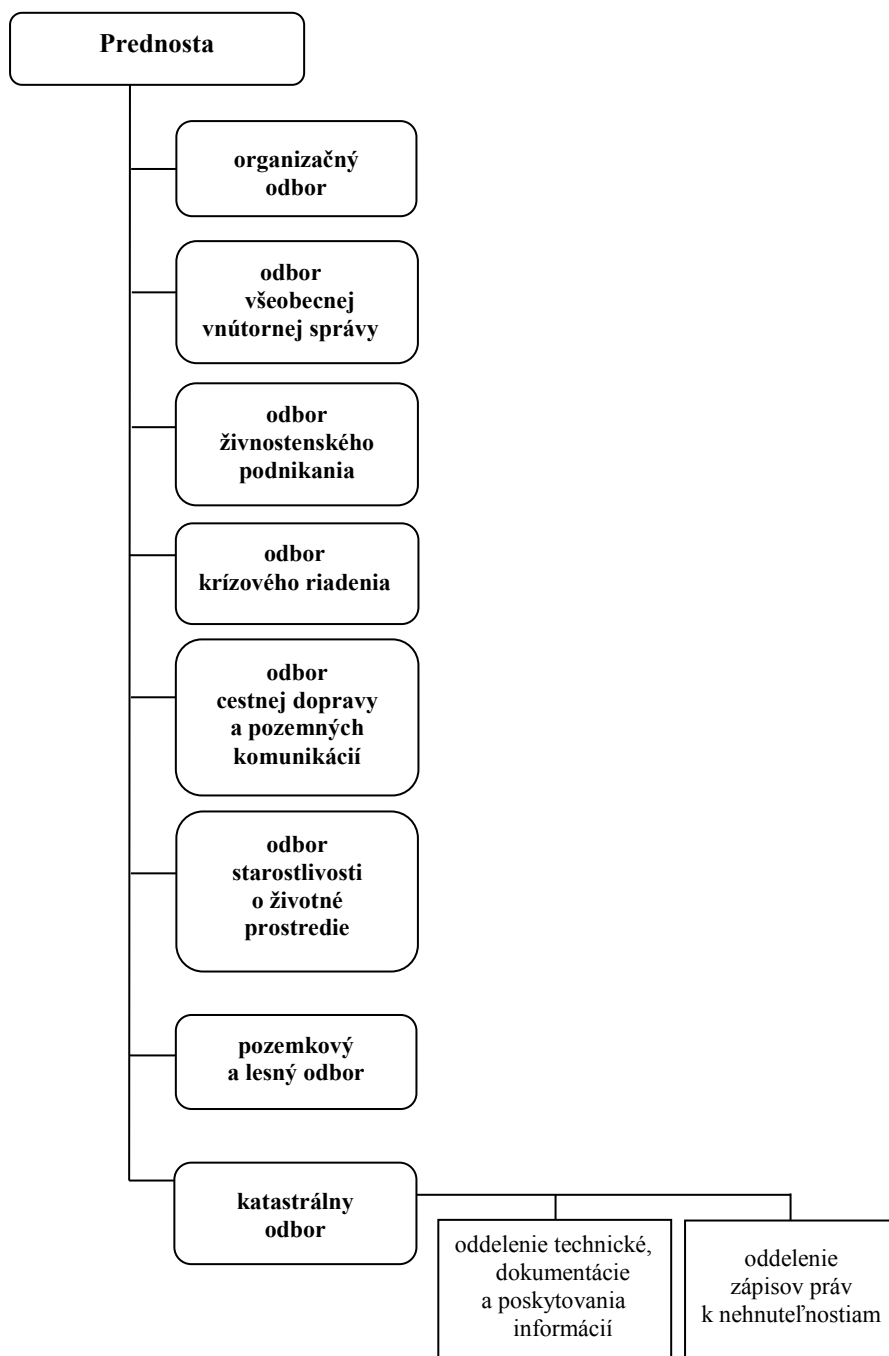 Prednosta
organizačný
odbor
odbor
všeobecnej
vnútornej správy
odbor
živnostenského
podnikania
odbor
krízového riadenia
odbor
cestnej dopravy
a pozemných
komunikácií
odbor
starostlivosti
o životné
prostredie
pozemkový
a lesný odbor
katastrálny
odbor
oddelenie technické,
dokumentácie
a poskytovania
informácií
oddelenie
zápisov práv
k nehnuteľnostiam